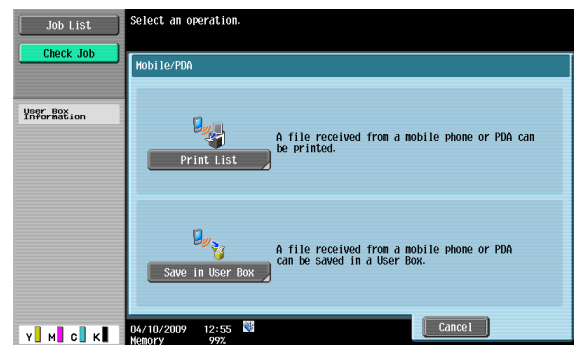 Job List
Check Job
User Box
Information
Select an operation.
Mobile/PDA
A file received from a mobile phone or PDA can
be printed.
Print List
A file received from a mobile phone or PDA
can be saved in a User Box.
Save in User Box
Y M C K
04/10/2009 12:55
Memory 99%
Cancel